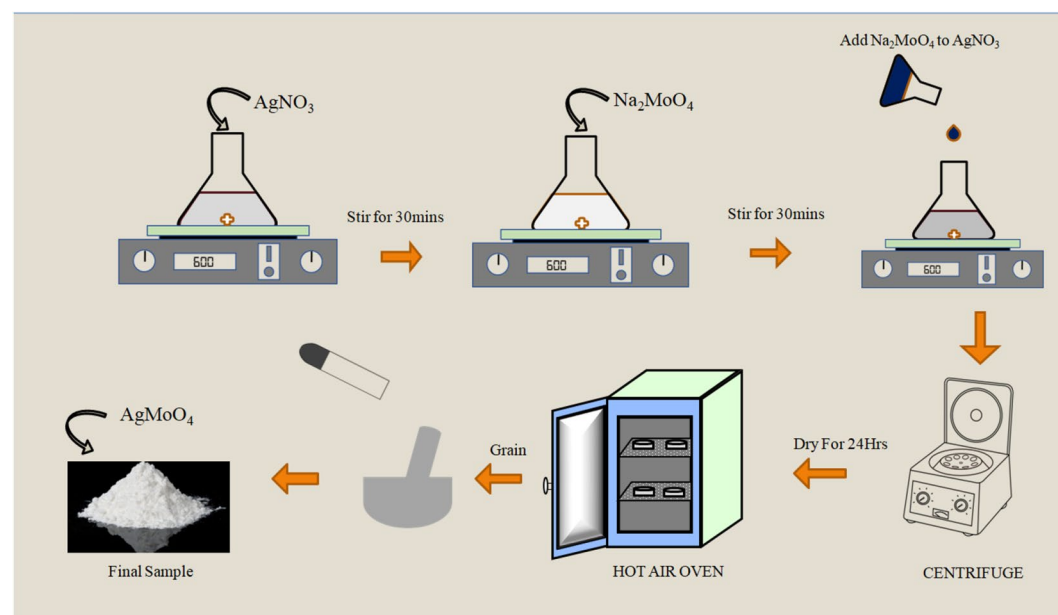 Add Na₂MoO₄ to AgNO₃
AgNO₃
Na₂MoO₄
Stir for 30mins
Stir for 30mins
600
600
600
AgMoO₄
Grain
Dry For 24Hrs
Final Sample
HOT AIR OVEN
CENTRIFUGE